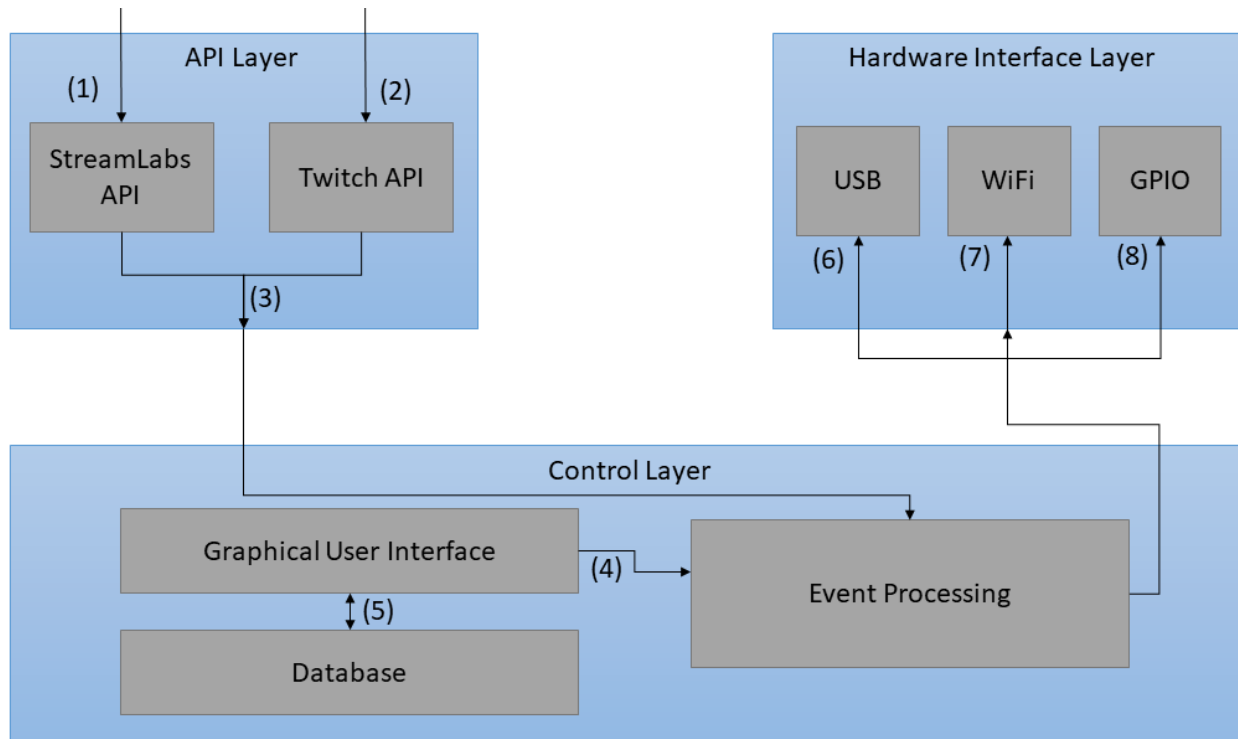 API Layer
(1)
(2)
StreamLabs
API
Twitch API
(3)
Hardware Interface Layer
USB
WiFi
GPIO
(6)
(7)
(8)
Control Layer
Graphical User Interface
(4)
(5)
Database
Event Processing